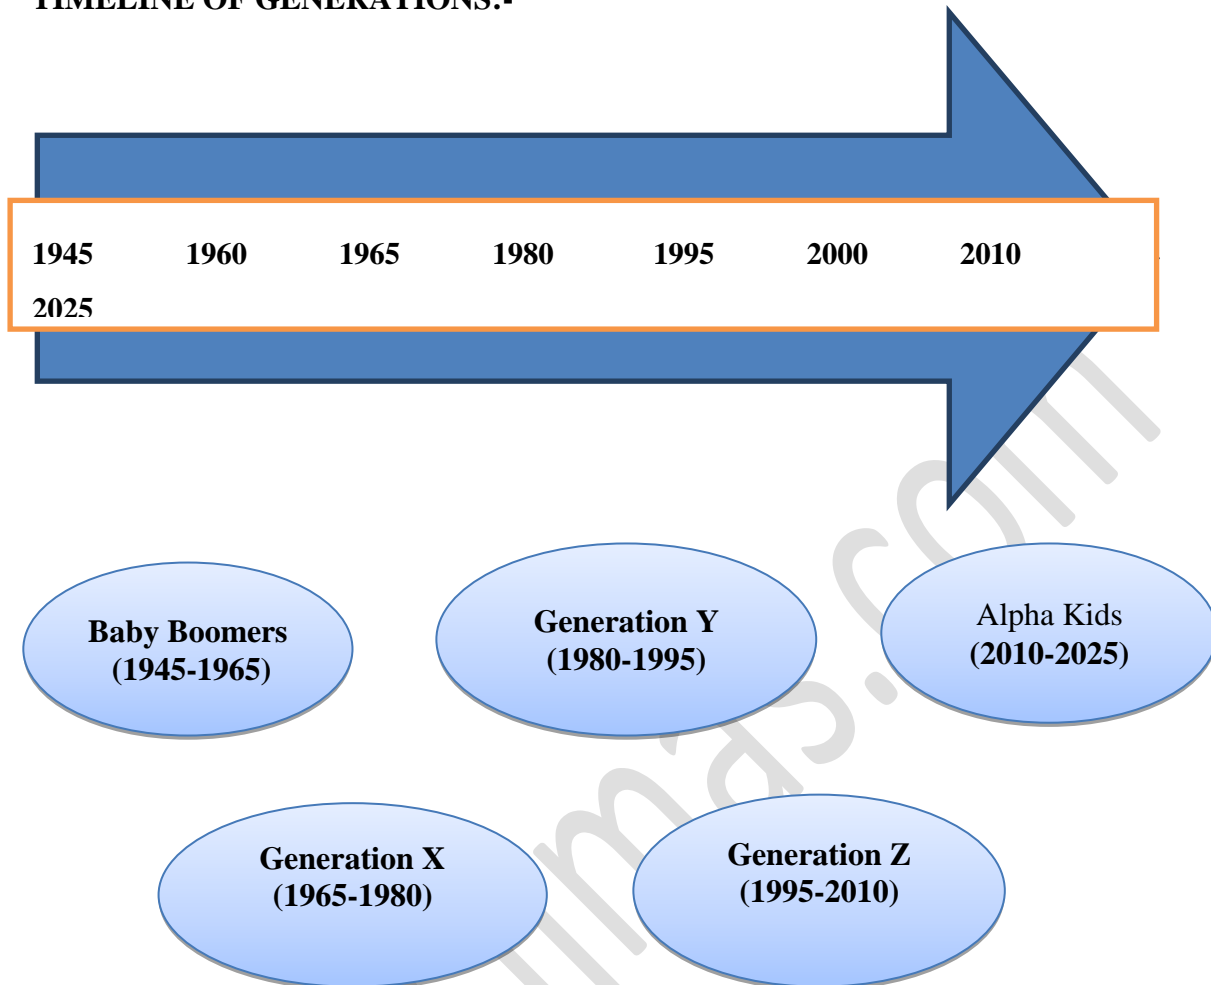 TIMELINE OF GENERATIONS:-
1945 1960 1965 1980 1995 2000 2010
2025
Baby Boomers
(1945-1965)
Generation Y
(1980-1995)
Alpha Kids
(2010-2025)
Generation X
(1965-1980)
Generation Z
(1995-2010)